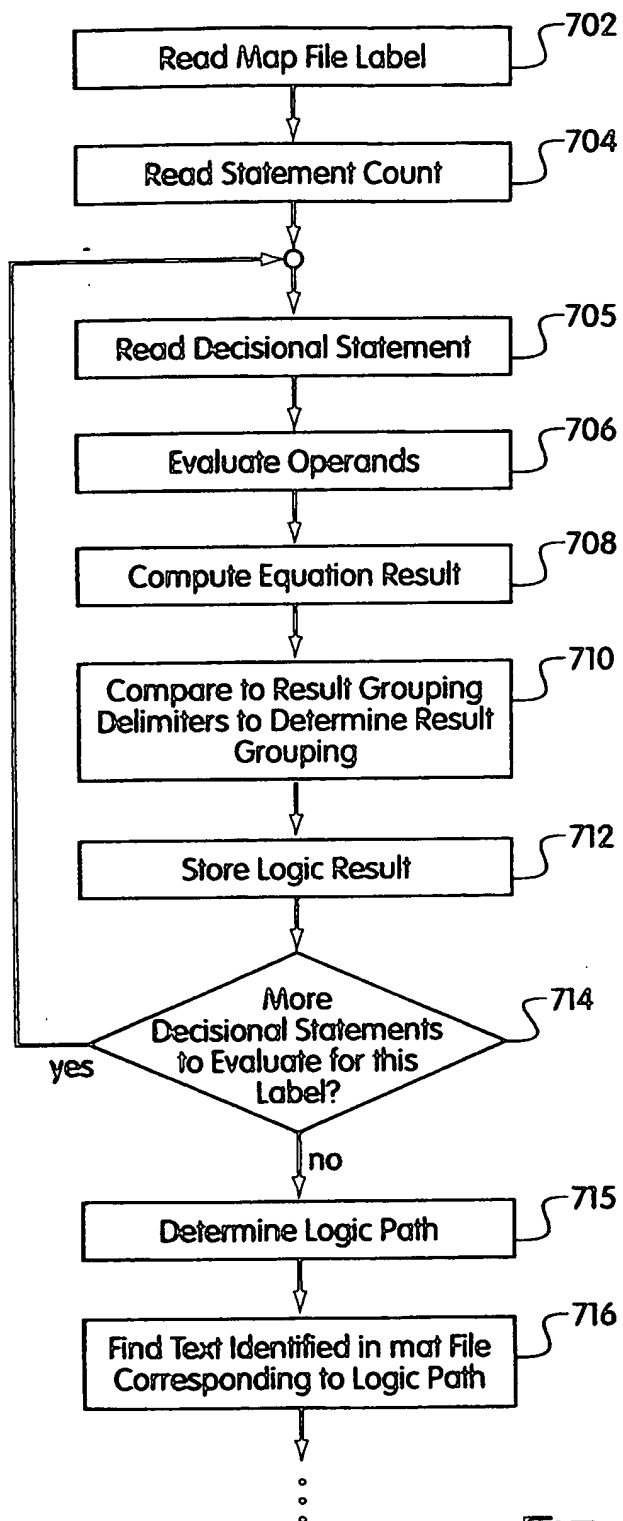 702
Read Map File Label
704
Read Statement Count
705
Read Decisional Statement
706
Evaluate Operands
708
Compute Equation Result
710
Compare to Result Grouping
Delimiters to Determine Result
Grouping
712
Store Logic Result
714
More
Decisional Statements
to Evaluate for this
Label?
yes
no
715
Determine Logic Path
716
Find Text Identified in mat File
Corresponding to Logic Path